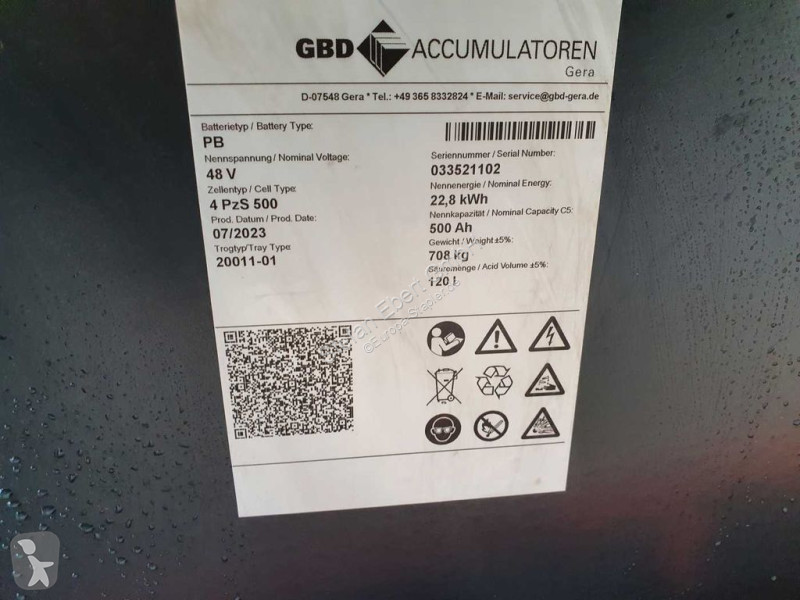 GBD ACCUMULATOREN
Gera
D-07548 Gera * Tel.: +49 365 8332824 * E-Mail: service@gbd-gera.de
Batterietyp / Battery Type:
PB
Nennspannung / Nominal Voltage:
48 V
Zellentyp / Cell Type:
4 PzS 500
Prod. Datum / Prod. Date:
07/2023
Trogtyp/Tray Type
20011-01
Seriennummer / Serial Number:
033521102
Nennenergie / Nominal Energy:
22,8 kWh
Nennkapazität / Nominal Capacity C5:
500 Ah
Gewicht / Weight ±5%:
708 kg
Säuremenge / Acid Volume ±5%:
120 l
Pb